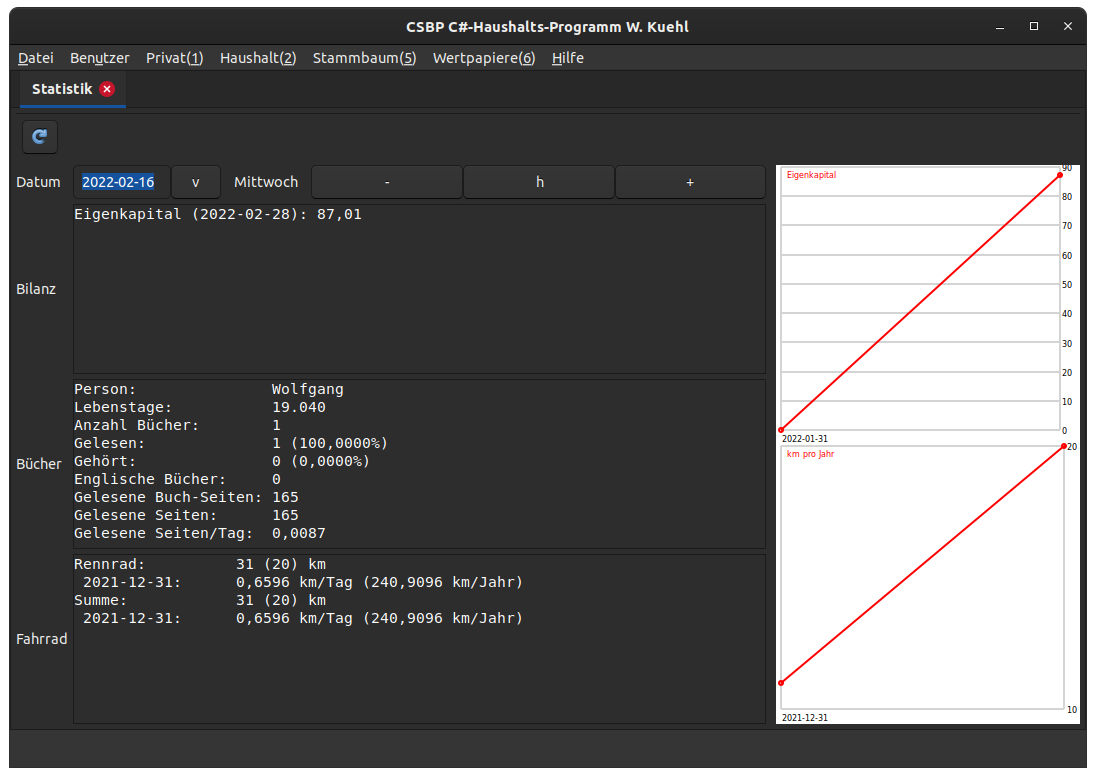 CSBP C#-Haushalts-Programm W. Kuehl
Datei Benutzer Privat(1) Haushalt(2) Stammbaum(5) Wertpapiere(6) Hilfe
Statistik
Datum 2022-02-16 v Mittwoch - h +
Bilanz
Eigenkapital (2022-02-28): 87,01
Bücher
Person: Wolfgang
Lebenstage: 19.040
Anzahl Bücher: 1
Gelesen: 1 (100,0000%)
Gehört: 0 (0,0000%)
Englische Bücher: 0
Gelesene Buch-Seiten: 165
Gelesene Seiten: 165
Gelesene Seiten/Tag: 0,0087
Fahrrad
Rennrad: 31 (20) km
2021-12-31: 0,6596 km/Tag (240,9096 km/Jahr)
Summe: 31 (20) km
2021-12-31: 0,6596 km/Tag (240,9096 km/Jahr)
Eigenkapital
90
80
70
60
50
40
30
20
10
0
2022-01-31
km pro Jahr
20
10
2021-12-31